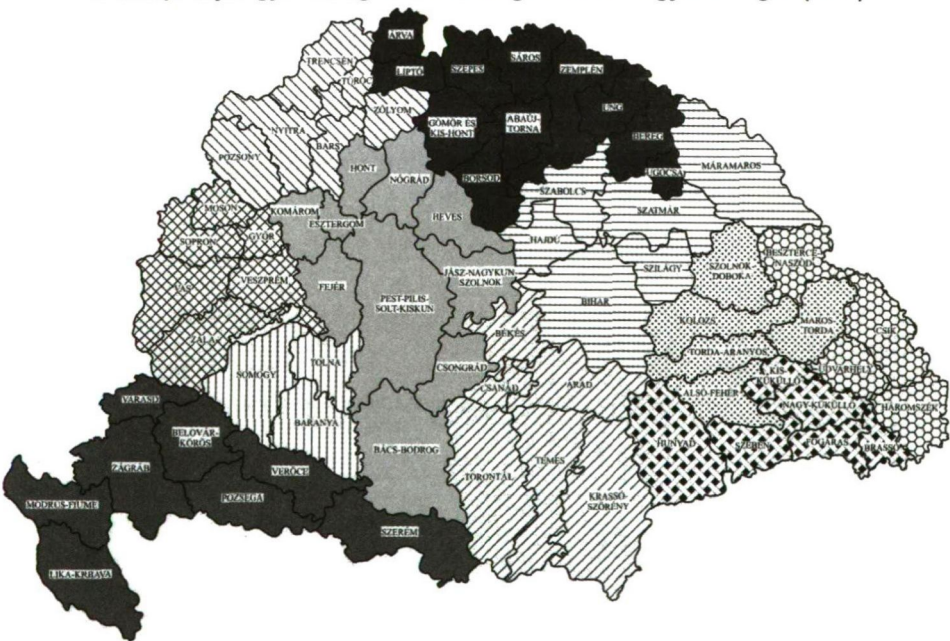 ÁRVA
TRENCSÉN
LIPTÓ
TURÓC
SZEPES
SÁROS
ZEMPLÉN
ZÓLYOM
UNG
NYITRA
BARS
GÖMÖR ÉS
KIS-HONT
ABAÚJ-
TORNA
BEREG
POZSONY
HONT
NÓGRÁD
BORSOD
UGOCSA
MÁRAMAROS
SZABOLCS
SZATMÁR
MOSON
KOMÁROM
ESZTERGOM
HEVES
SOPRON
GYŐR
HAJDÚ
SZILÁGY
SZOLNOK-
DOBOKA
BESZTERCE-
NASZÓD
VAS
VESZPRÉM
FEJÉR
PEST-PILIS-
SOLT-KISKUN
JÁSZ-NAGYKUN
SZOLNOK
BIHAR
KOLOZS
MAROS-
TORDA
CSÍK
ZALA
BÉKÉS
TORDA-ARANYOS
UDVARHELY
SOMOGY
TOLNA
CSONGRÁD
CSANÁD
ARAD
ALSÓ-FEHÉR
KIS-
KÜKÜLLŐ
NAGY-KÜKÜLLŐ
HÁROMSZÉK
VARASD
BELOVÁR-
KŐRÖS
BARANYA
BÁCS-BODROG
HUNYAD
SZEBEN
FOGARAS
BRASSÓ
ZÁGRÁB
VERŐCE
TORONTÁL
TEMES
MODRUS-FIUME
POZSEGA
KRASSÓ-
SZÖRÉNY
SZERÉM
LIKA-KRBAVA